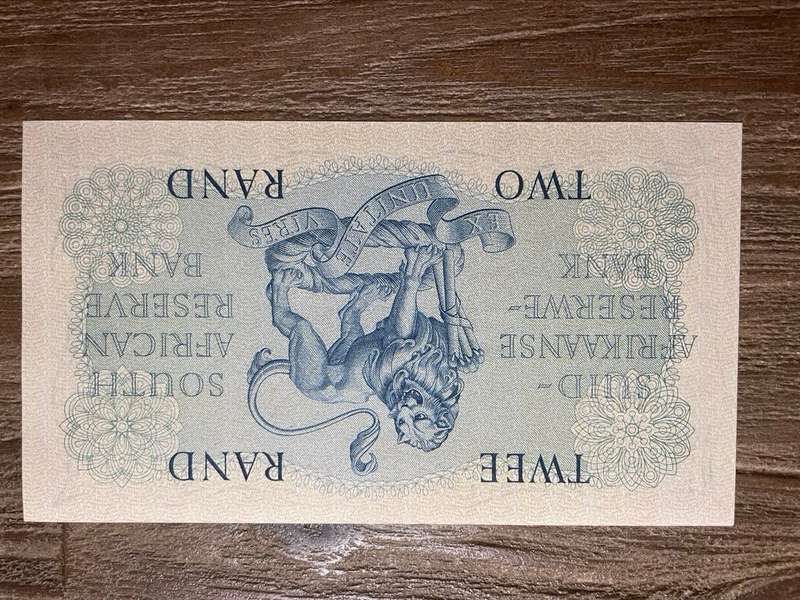 TWEE RAND
SUID-
AFRIKAANSE
RESERWE-
BANK
SOUTH
AFRICAN
RESERVE
BANK
EX UNITATE VIRES
TWO RAND